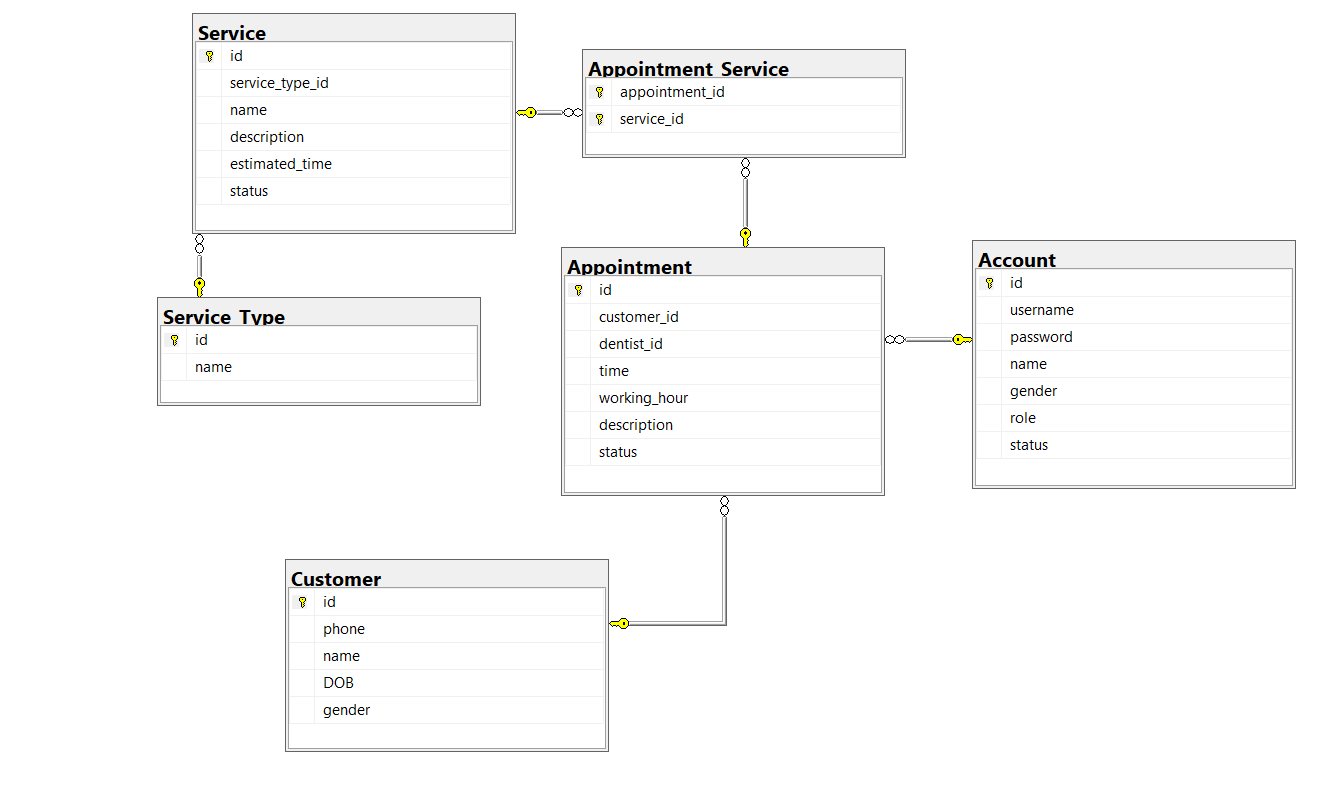 Service
id
service_type_id
name
description
estimated_time
status
Appointment_Service
appointment_id
service_id
Service_Type
id
name
Appointment
id
customer_id
dentist_id
time
working_hour
description
status
Account
id
username
password
name
gender
role
status
Customer
id
phone
name
DOB
gender